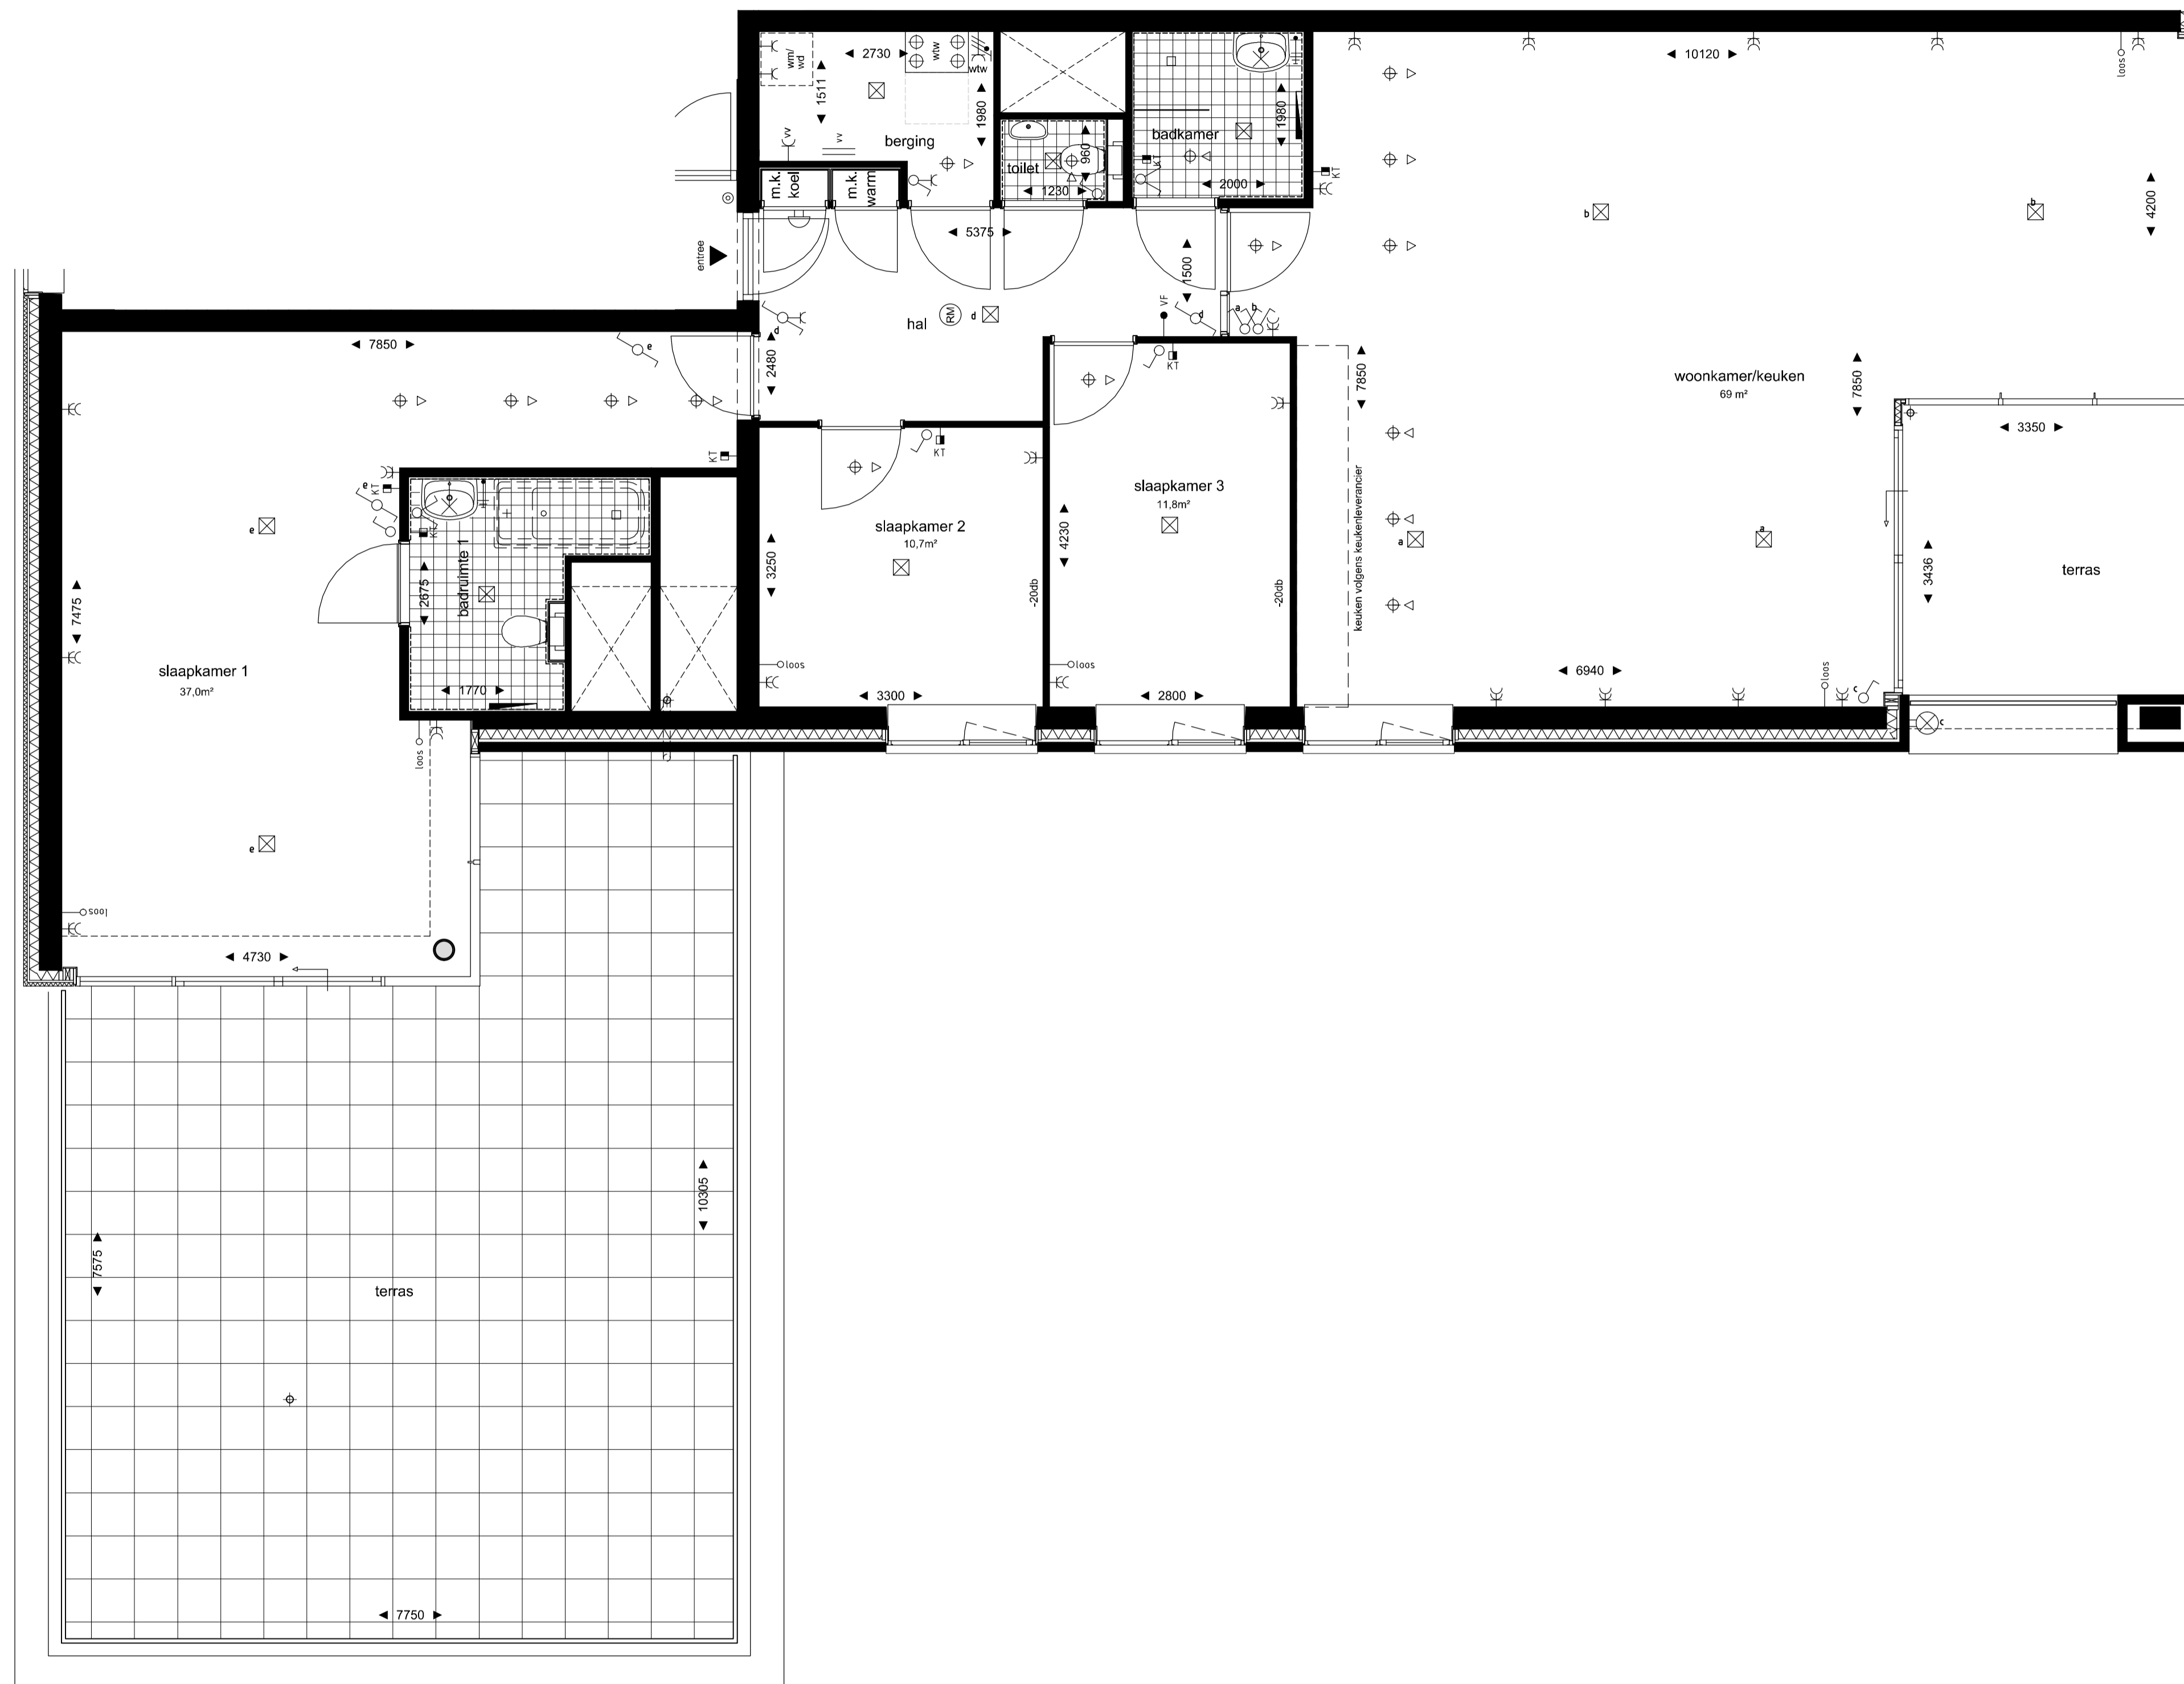 wm/
wd
2730
wtw
wtw
1511
1980
vv
vv
berging
m.k.
koel
m.k.
warm
toilet
960
1230
badkamer
1980
KT
2000
KT
10120
loos
b
b
4200
entree
5375
1500
VF
d
hal
RM
d
d
a
b
2480
KT
7850
e
7850
7850
woonkamer/keuken
69 m²
3350
KT
KT
e
KT
KT
e
badruimte 1
2675
1770
slaapkamer 2
10,7m²
3250
-20db
loos
3300
slaapkamer 3
11,8m²
4230
-20db
loos
2800
keuken volgens keukenleverancier
a
a
3436
terras
6940
loos
c
c
7475
slaapkamer 1
37,0m²
loos
e
loos
4730
10305
7575
terras
7750